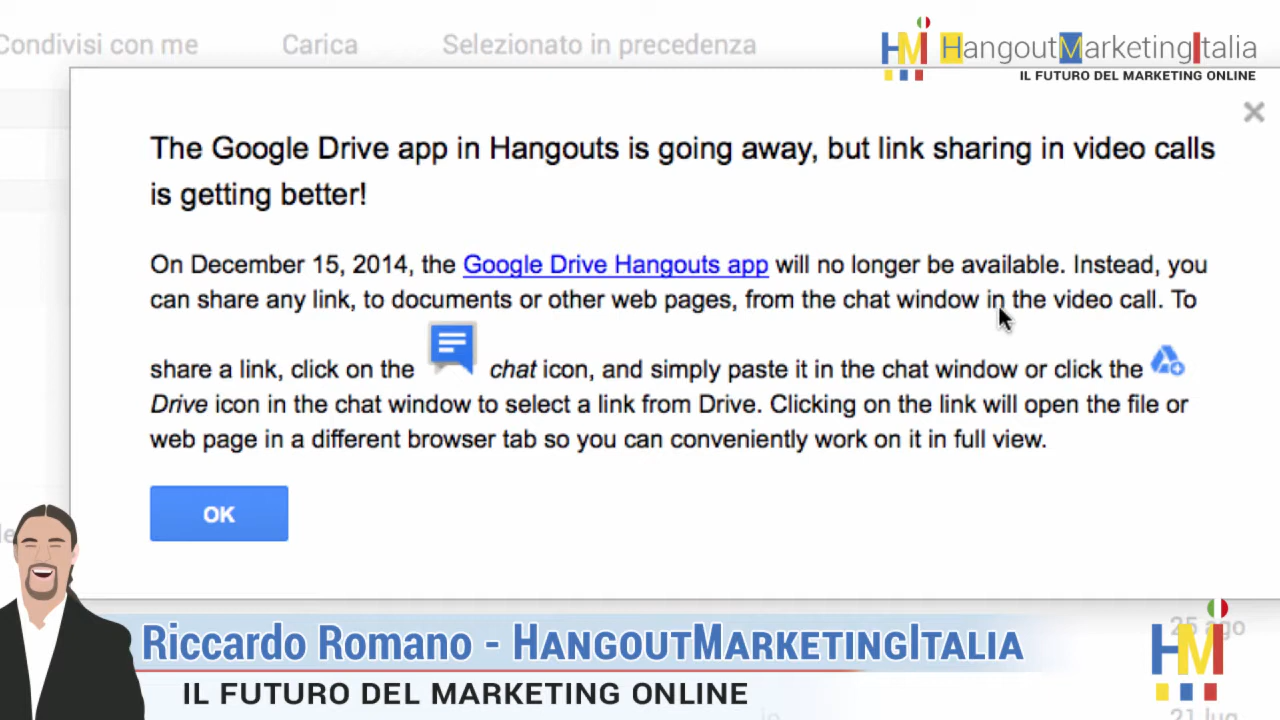 Condivisi con me Carica Selezionato in precedenza
HM HangoutMarketingItalia
IL FUTURO DEL MARKETING ONLINE
The Google Drive app in Hangouts is going away, but link sharing in video calls
is getting better!
On December 15, 2014, the Google Drive Hangouts app will no longer be available. Instead, you
can share any link, to documents or other web pages, from the chat window in the video call. To
share a link, click on the chat icon, and simply paste it in the chat window or click the
Drive icon in the chat window to select a link from Drive. Clicking on the link will open the file or
web page in a different browser tab so you can conveniently work on it in full view.
OK
25 ago
Riccardo Romano - HANGOUTMARKETINGITALIA
HM
IL FUTURO DEL MARKETING ONLINE
21 lug